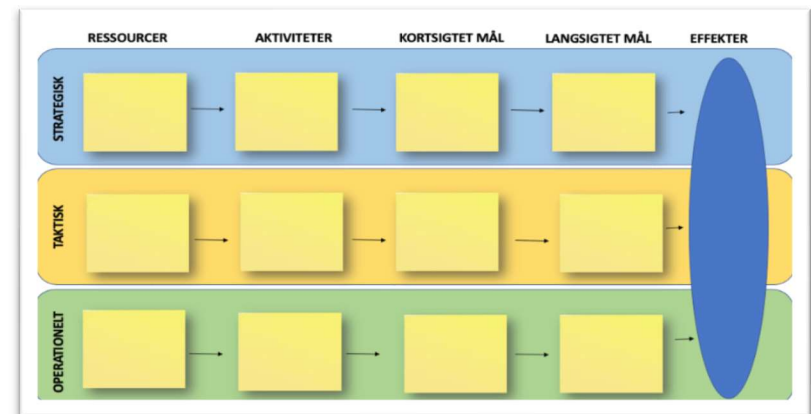 RESSOURCER
AKTIVITETER
KORTSIGTET MÅL
LANGSIGTET MÅL
EFFEKTER
STRATEGISK
TAKTISK
OPERATIONELT